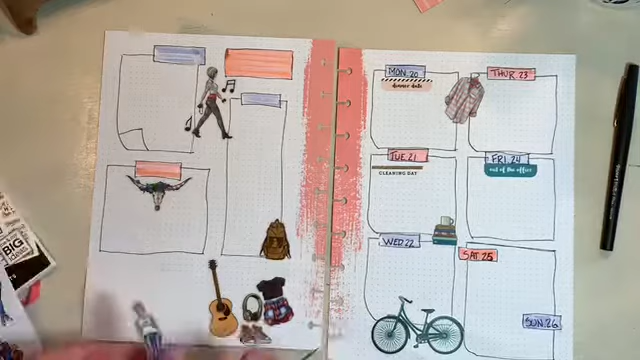 MON. 20
dinner date
THUR. 23
TUE. 21
CLEANING DAY
FRI. 24
out of the office
WED. 22
SAT. 25
SUN. 26
BIG